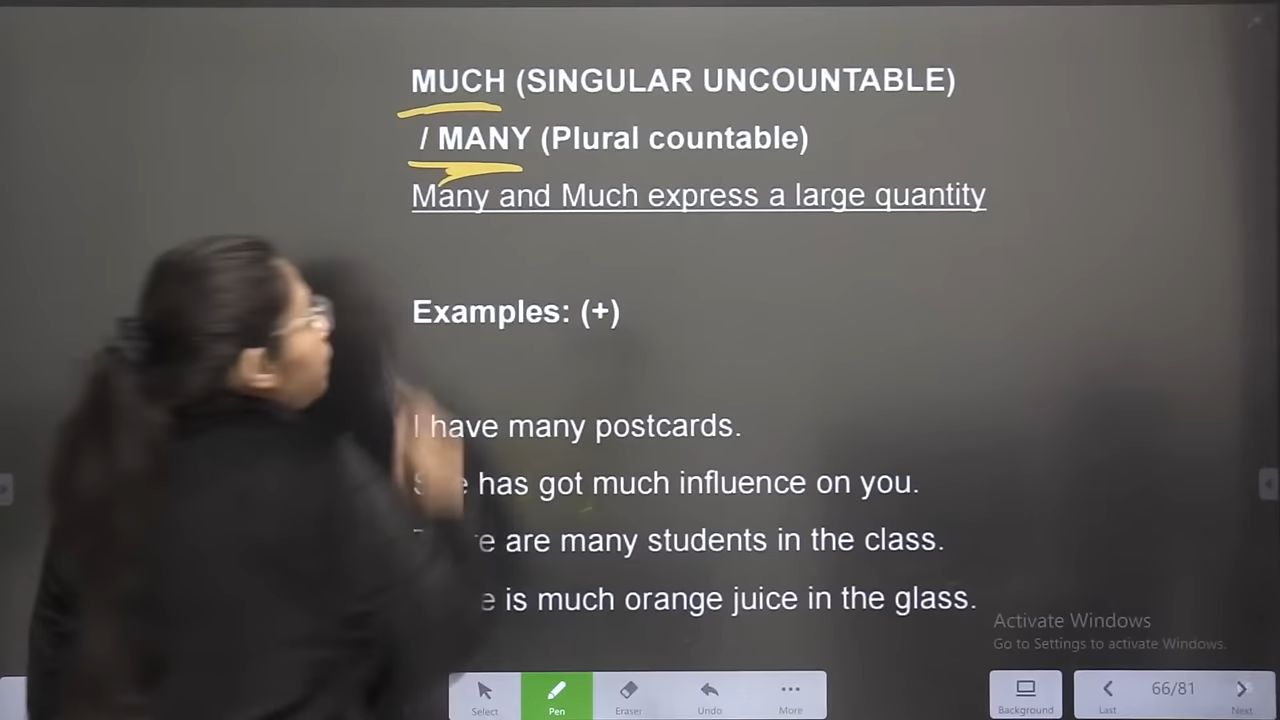 MUCH (SINGULAR UNCOUNTABLE)
/ MANY (Plural countable)
Many and Much express a large quantity
Examples: (+)
I have many postcards.
has got much influence on you.
are many students in the class.
is much orange juice in the glass.
Activate Windows
Go to Settings to activate Windows.
Select
Pen
Eraser
Undo
More
Background
Last
66/81
Next